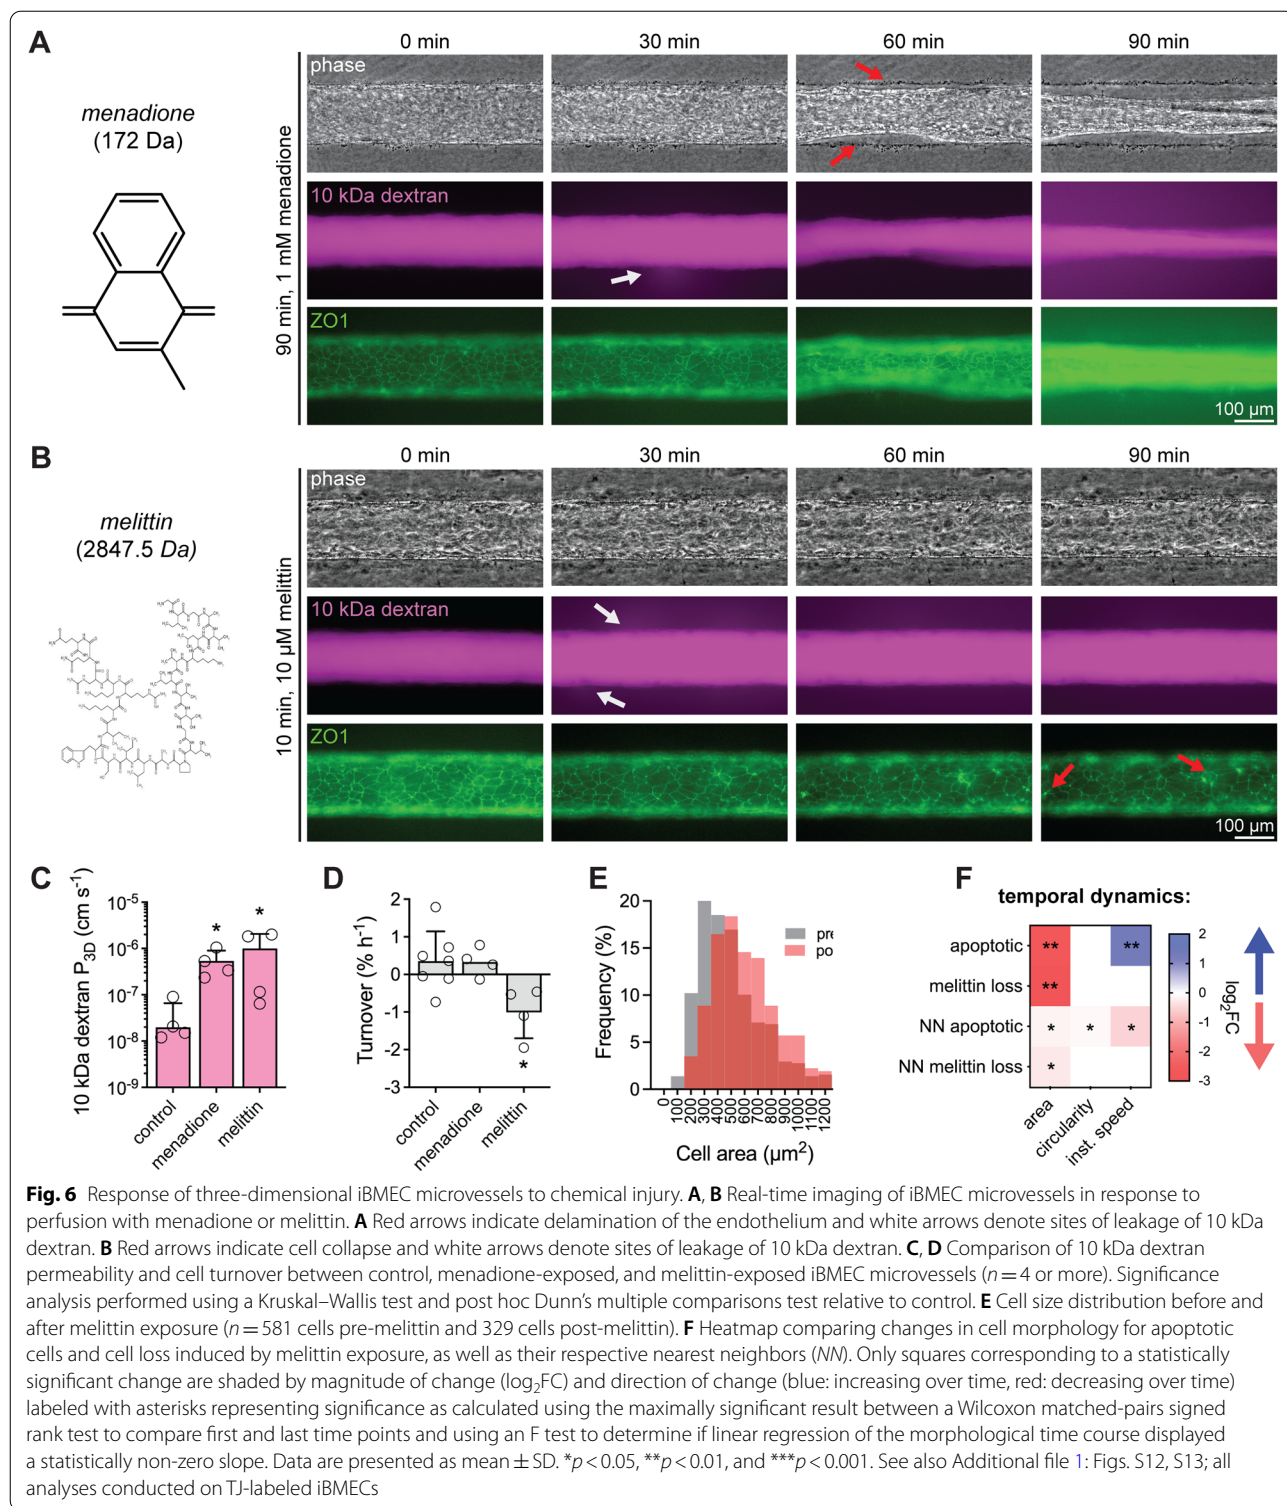 A
0 min 30 min 60 min 90 min
menadione
(172 Da)
90 min, 1 mM menadione
phase
10 kDa dextran
ZO1
100 µm
B
0 min 30 min 60 min 90 min
melittin
(2847.5 Da)
10 min, 10 µM melittin
phase
10 kDa dextran
ZO1
100 µm
C
10 kDa dextran P3D (cm s-1)
10-5
10-6
10-7
10-8
10-9
* *
control menadione melittin
D
Turnover (% h-1)
2
1
0
-1
-2
-3
*
control menadione melittin
E
Frequency (%)
20
15
10
5
0
pre
po
0 100 200 300 400 500 600 700 800 900 1000 1100 1200
Cell area (µm2)
F
temporal dynamics:
apoptotic ** **
melittin loss **
NN apoptotic * * *
NN melittin loss *
area circularity inst. speed
2
1
0
-1
-2
-3
log2FC
Fig. 6 Response of three-dimensional iBMEC microvessels to chemical injury. A, B Real-time imaging of iBMEC microvessels in response to
perfusion with menadione or melittin. A Red arrows indicate delamination of the endothelium and white arrows denote sites of leakage of 10 kDa
dextran. B Red arrows indicate cell collapse and white arrows denote sites of leakage of 10 kDa dextran. C, D Comparison of 10 kDa dextran
permeability and cell turnover between control, menadione-exposed, and melittin-exposed iBMEC microvessels (n = 4 or more). Significance
analysis performed using a Kruskal–Wallis test and post hoc Dunn's multiple comparisons test relative to control. E Cell size distribution before and
after melittin exposure (n = 581 cells pre-melittin and 329 cells post-melittin). F Heatmap comparing changes in cell morphology for apoptotic
cells and cell loss induced by melittin exposure, as well as their respective nearest neighbors (NN). Only squares corresponding to a statistically
significant change are shaded by magnitude of change (log2FC) and direction of change (blue: increasing over time, red: decreasing over time)
labeled with asterisks representing significance as calculated using the maximally significant result between a Wilcoxon matched-pairs signed
rank test to compare first and last time points and using an F test to determine if linear regression of the morphological time course displayed
a statistically non-zero slope. Data are presented as mean ± SD. *p < 0.05, **p < 0.01, and ***p < 0.001. See also Additional file 1: Figs. S12, S13; all
analyses conducted on TJ-labeled iBMECs